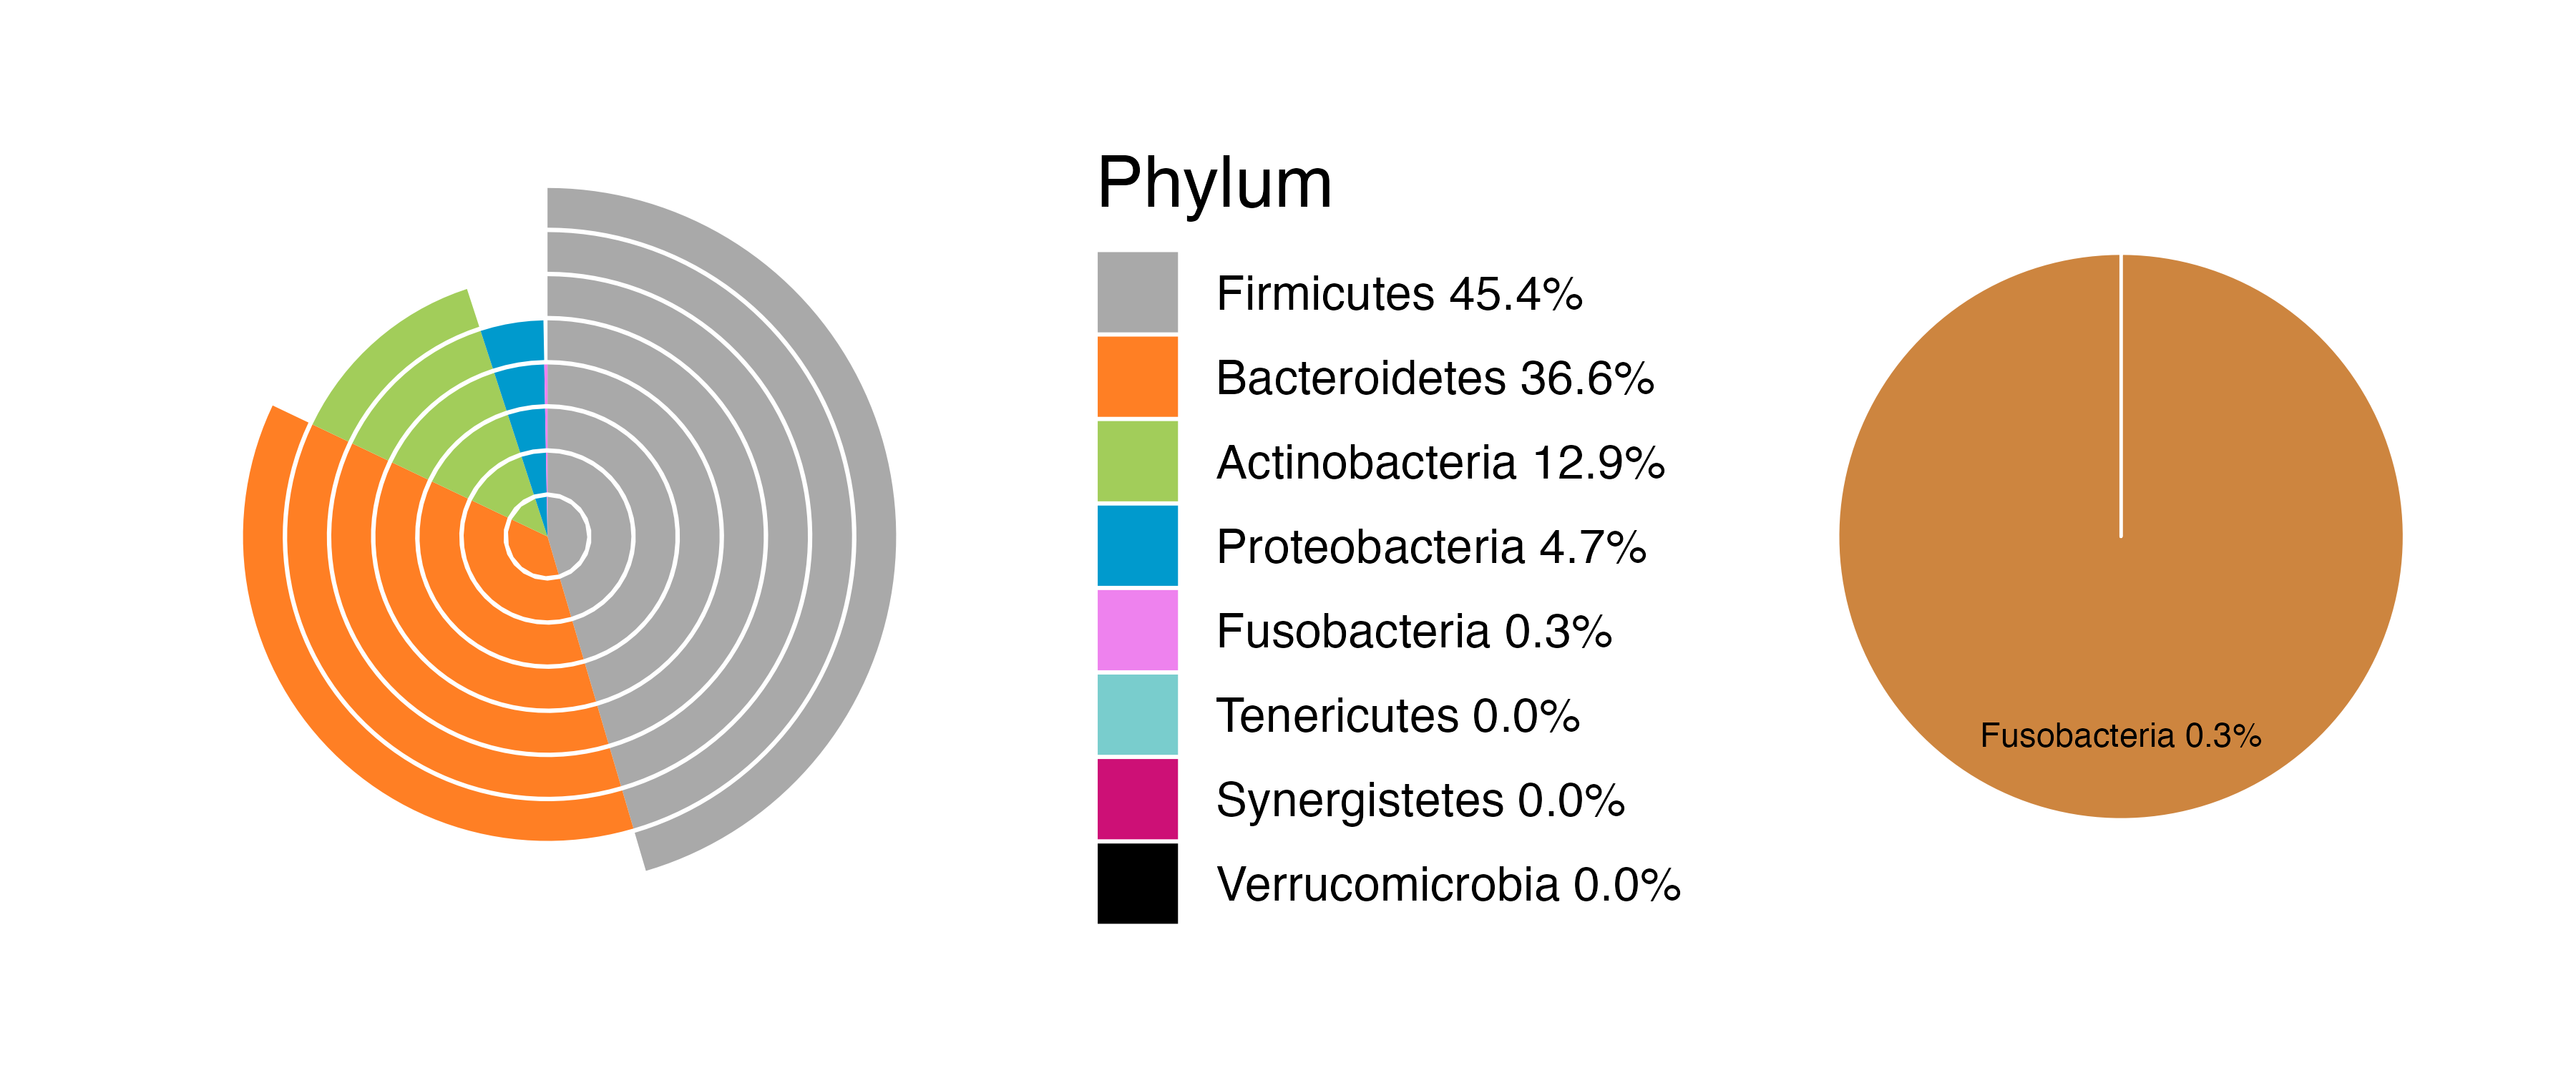 Phylum
Firmicutes 45.4%
Bacteroidetes 36.6%
Actinobacteria 12.9%
Proteobacteria 4.7%
Fusobacteria 0.3%
Tenericutes 0.0%
Synergistetes 0.0%
Verrucomicrobia 0.0%
Fusobacteria 0.3%